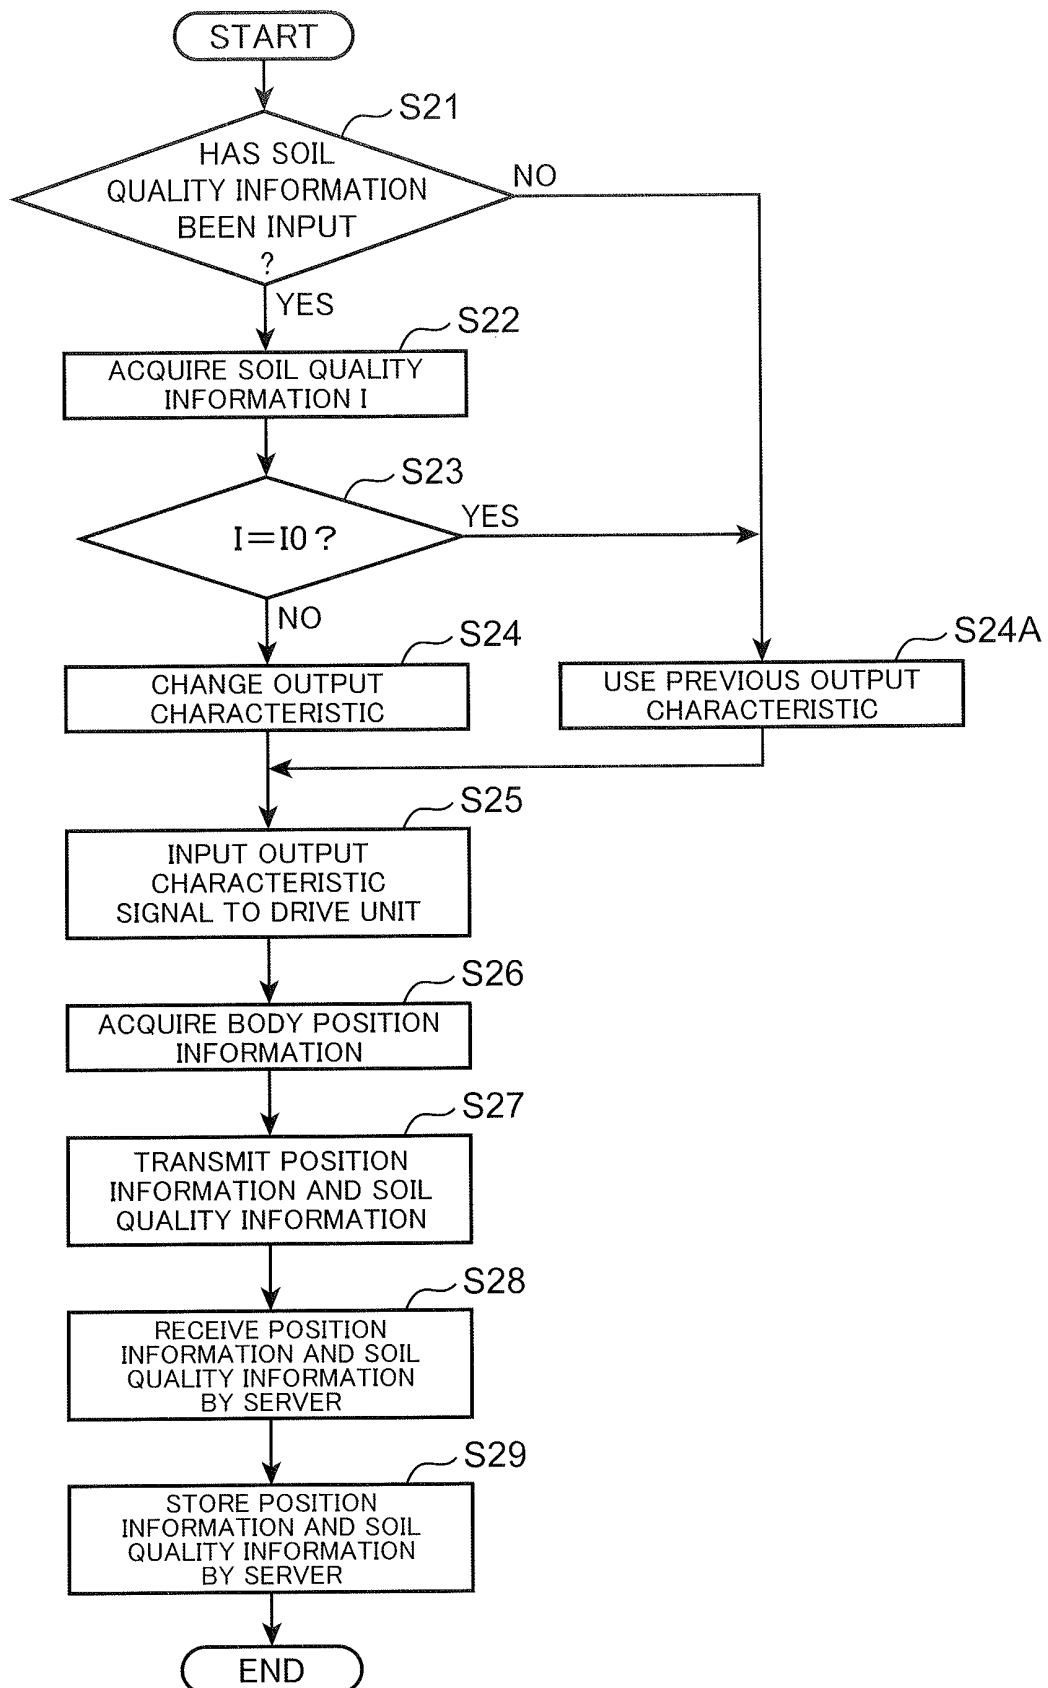 START
S21
HAS SOIL
QUALITY INFORMATION
BEEN INPUT
?
NO
YES
S22
ACQUIRE SOIL QUALITY
INFORMATION I
S23
I=I0?
YES
NO
S24
CHANGE OUTPUT
CHARACTERISTIC
S24A
USE PREVIOUS OUTPUT
CHARACTERISTIC
S25
INPUT OUTPUT
CHARACTERISTIC
SIGNAL TO DRIVE UNIT
S26
ACQUIRE BODY POSITION
INFORMATION
S27
TRANSMIT POSITION
INFORMATION AND SOIL
QUALITY INFORMATION
S28
RECEIVE POSITION
INFORMATION AND SOIL
QUALITY INFORMATION
BY SERVER
S29
STORE POSITION
INFORMATION AND SOIL
QUALITY INFORMATION
BY SERVER
END